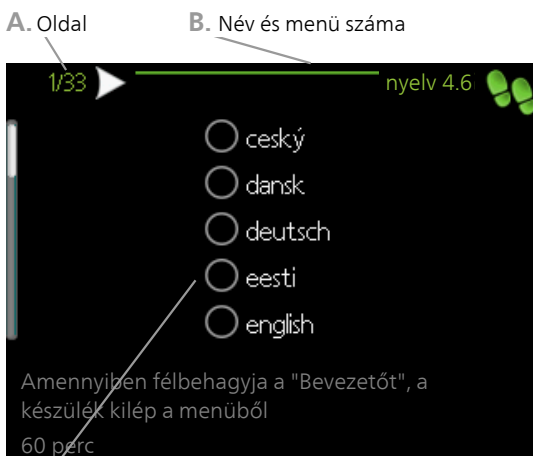 A. Oldal
B. Név és menü száma
1/33
nyelv 4.6
ceský
dansk
deutsch
eesti
english
Amennyiben félbehagyja a "Bevezetőt", a
készülék kilép a menüből
60 perc